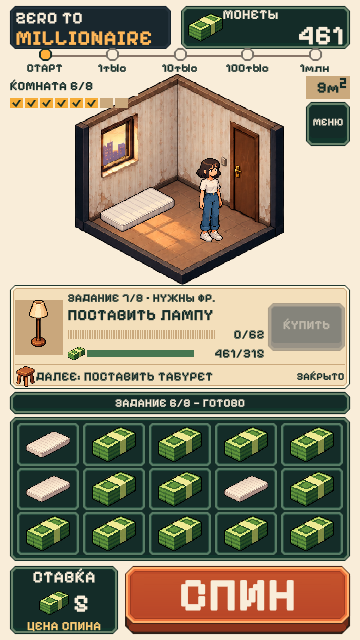 ZERO TO
MILLIONAIRE
МОНЕТЫ
461
СТАРТ
1тыс
10тыс
100тыс
1млн
КОМНАТА 6/8
9м²
МЕНЮ
ЗАДАНИЕ 7/8 · НУЖНЫ ФР.
ПОСТАВИТЬ ЛАМПУ
0/62
461/318
КУПИТЬ
ДАЛЕЕ: ПОСТАВИТЬ ТАБУРЕТ
ЗАКРЫТО
ЗАДАНИЕ 6/8 – ГОТОВО
СТАВКА
8
ЦЕНА СПИНА
СПИН